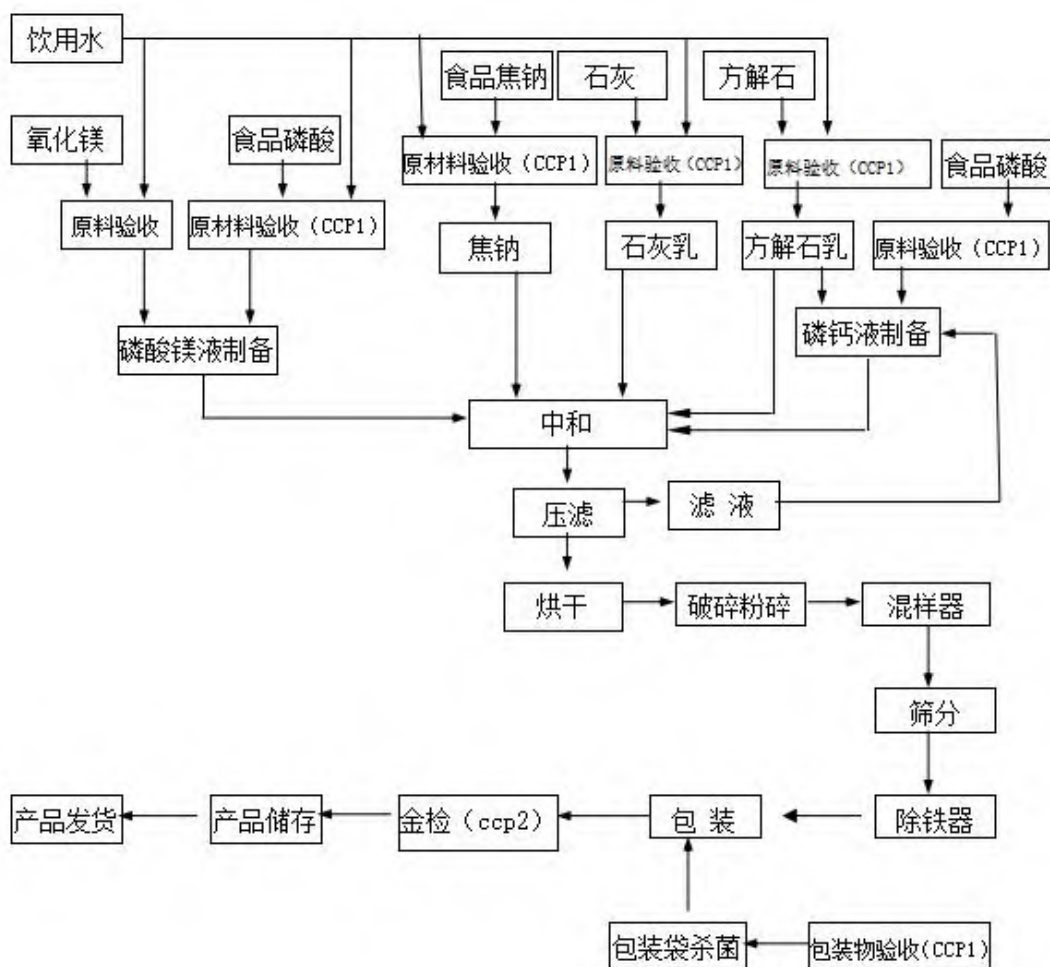 饮用水
食品焦钠
石灰
方解石
氧化镁
食品磷酸
原材料验收（CCP1）
原料验收（CCP1）
原料验收（CCP1）
食品磷酸
原料验收
原材料验收（CCP1）
焦钠
石灰乳
方解石乳
原料验收（CCP1）
磷酸镁液制备
磷钙液制备
中和
压滤
滤 液
烘干
破碎粉碎
混样器
筛分
产品发货
产品储存
金检（ccp2）
包 装
除铁器
包装袋杀菌
包装物验收(CCP1)